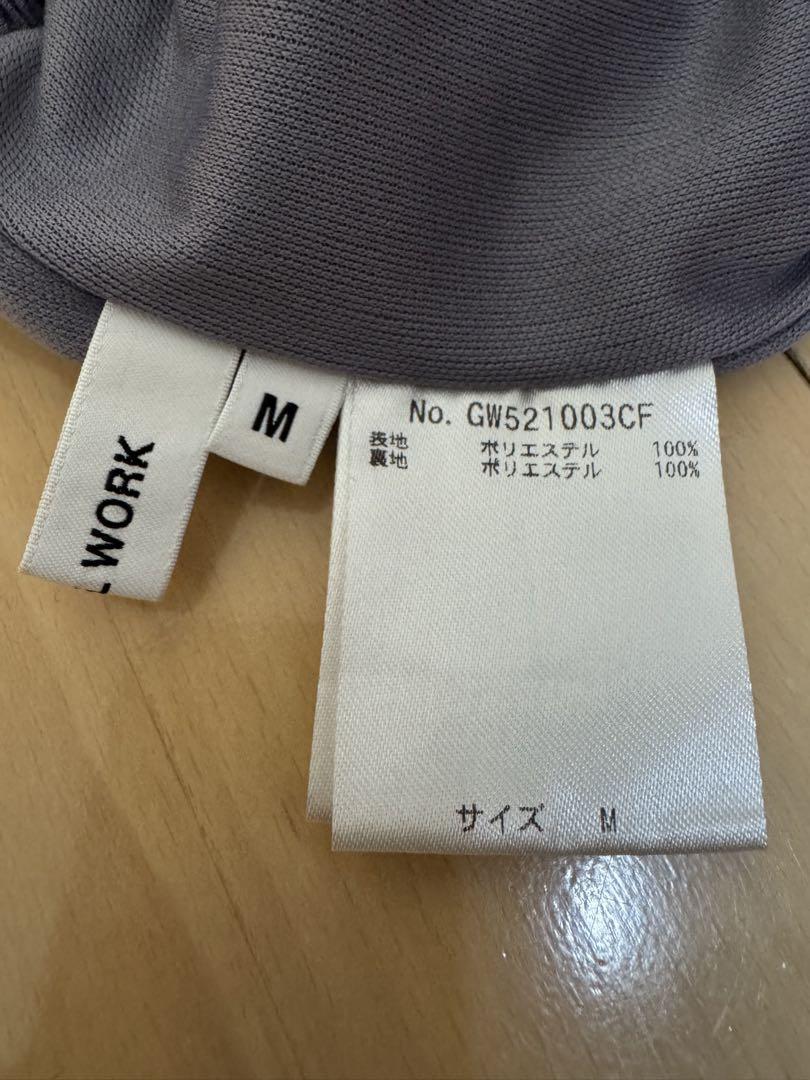 WORK
M
No. GW521003CF
表地 ポリエステル 100%
裏地 ポリエステル 100%
サイズ M